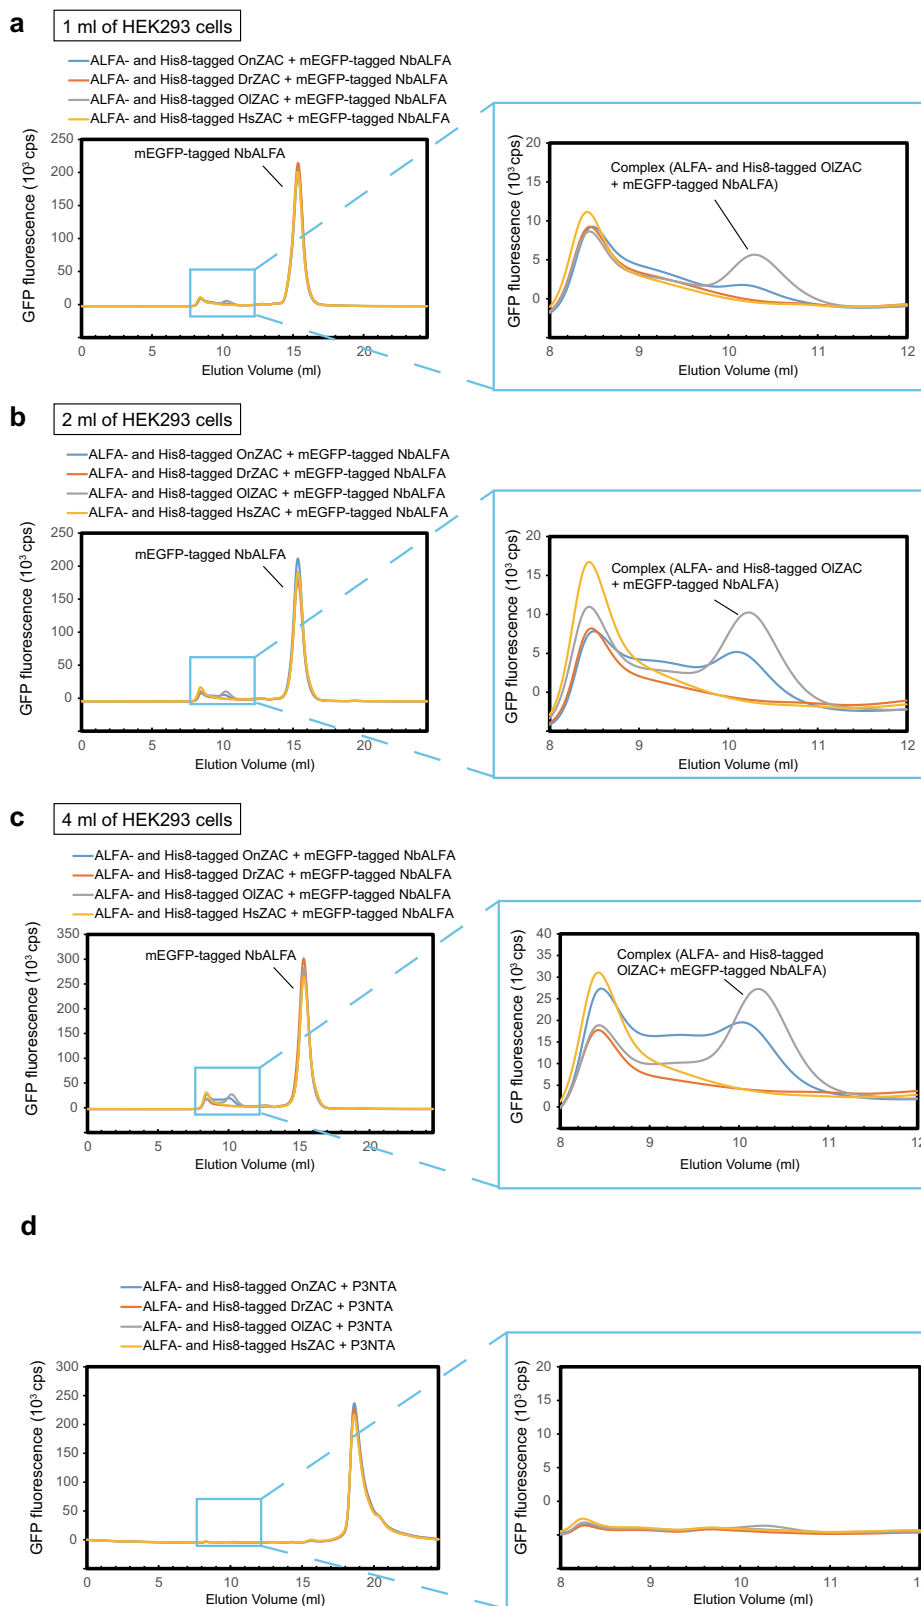 a
1 ml of HEK293 cells
ALFA- and His8-tagged OnZAC + mEGFP-tagged NbALFA
ALFA- and His8-tagged DrZAC + mEGFP-tagged NbALFA
ALFA- and His8-tagged OlZAC + mEGFP-tagged NbALFA
ALFA- and His8-tagged HsZAC + mEGFP-tagged NbALFA
GFP fluorescence (10³ cps)
250
200
150
100
50
0
mEGFP-tagged NbALFA
0 5 10 15 20
Elution Volume (ml)
GFP fluorescence (10³ cps)
20
15
10
5
0
Complex (ALFA- and His8-tagged OlZAC
+ mEGFP-tagged NbALFA)
8 9 10 11 12
Elution Volume (ml)
b
2 ml of HEK293 cells
ALFA- and His8-tagged OnZAC + mEGFP-tagged NbALFA
ALFA- and His8-tagged DrZAC + mEGFP-tagged NbALFA
ALFA- and His8-tagged OlZAC + mEGFP-tagged NbALFA
ALFA- and His8-tagged HsZAC + mEGFP-tagged NbALFA
GFP fluorescence (10³ cps)
250
200
150
100
50
0
mEGFP-tagged NbALFA
0 5 10 15 20
Elution Volume (ml)
GFP fluorescence (10³ cps)
20
15
10
5
0
Complex (ALFA- and His8-tagged OlZAC
+ mEGFP-tagged NbALFA)
8 9 10 11 12
Elution Volume (ml)
c
4 ml of HEK293 cells
ALFA- and His8-tagged OnZAC + mEGFP-tagged NbALFA
ALFA- and His8-tagged DrZAC + mEGFP-tagged NbALFA
ALFA- and His8-tagged OlZAC + mEGFP-tagged NbALFA
ALFA- and His8-tagged HsZAC + mEGFP-tagged NbALFA
GFP fluorescence (10³ cps)
350
300
250
200
150
100
50
0
mEGFP-tagged NbALFA
0 5 10 15 20
Elution Volume (ml)
GFP fluorescence (10³ cps)
40
35
30
25
20
15
10
5
0
Complex (ALFA- and His8-tagged
OlZAC+ mEGFP-tagged NbALFA)
8 9 10 11 12
Elution Volume (ml)
d
ALFA- and His8-tagged OnZAC + P3NTA
ALFA- and His8-tagged DrZAC + P3NTA
ALFA- and His8-tagged OlZAC + P3NTA
ALFA- and His8-tagged HsZAC + P3NTA
GFP fluorescence (10³ cps)
300
250
200
150
100
50
0
0 5 10 15 20
Elution Volume (ml)
GFP fluorescence (10³ cps)
20
15
10
5
0
8 9 10 11
Elution Volume (ml)